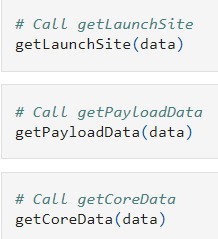 # Call getLaunchSite
getLaunchSite(data)
# Call getPayloadData
getPayloadData(data)
# Call getCoreData
getCoreData(data)